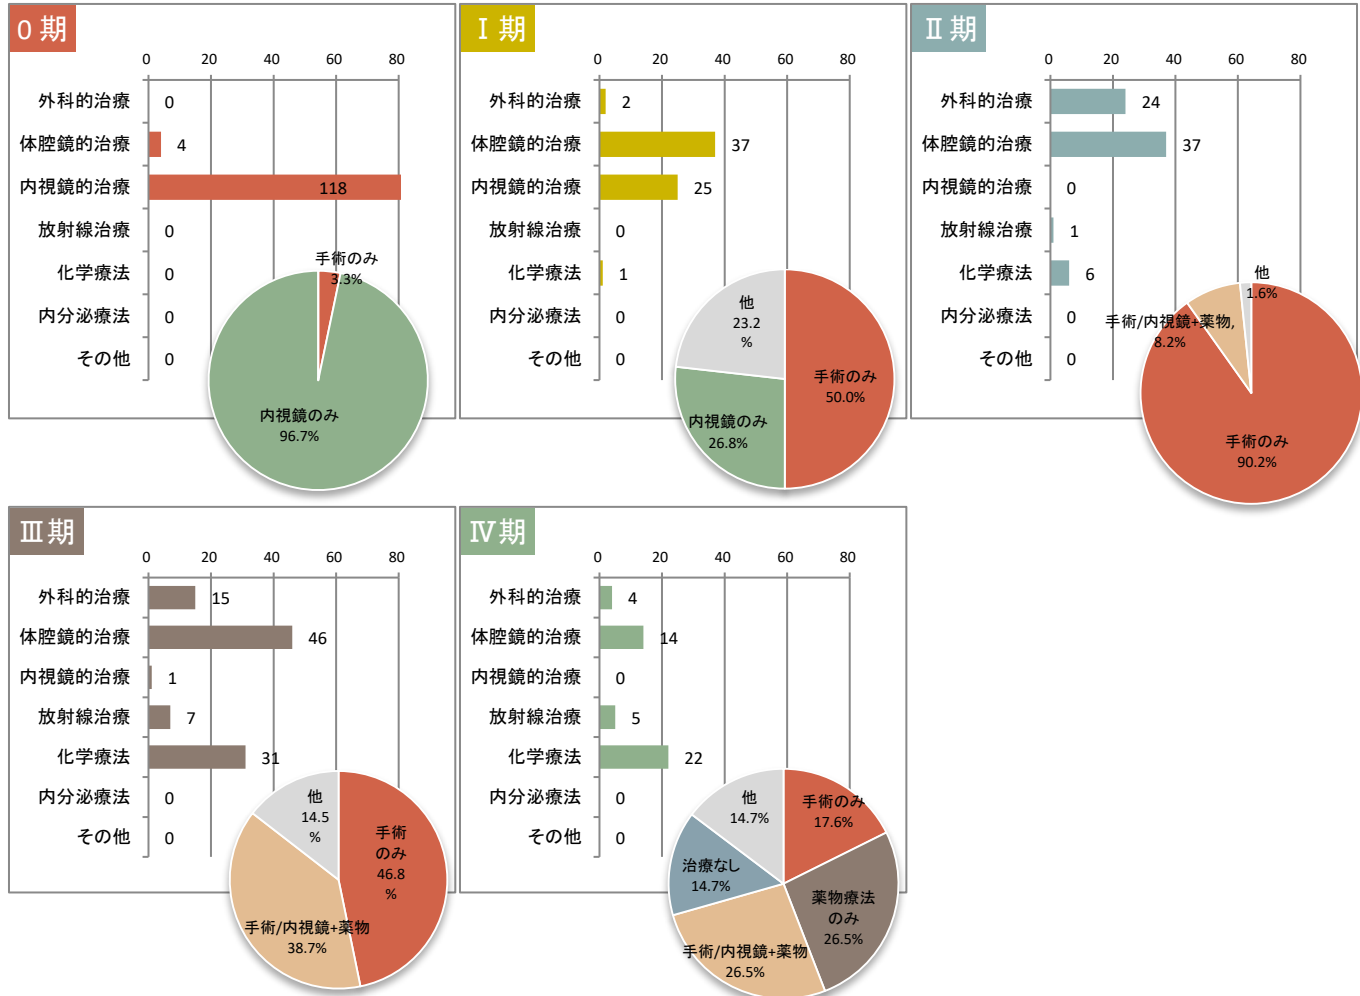 0期
0 20 40 60 80
外科的治療 0
体腔鏡的治療 4
内視鏡的治療 118
放射線治療 0
化学療法 0
内分泌療法 0
その他 0
手術のみ
3.3%
内視鏡のみ
96.7%
Ⅰ期
0 20 40 60 80
外科的治療 2
体腔鏡的治療 37
内視鏡的治療 25
放射線治療 0
化学療法 1
内分泌療法 0
その他 0
他
23.2
%
手術のみ
50.0%
内視鏡のみ
26.8%
Ⅱ期
0 20 40 60 80
外科的治療 24
体腔鏡的治療 37
内視鏡的治療 0
放射線治療 1
化学療法 6
内分泌療法 0
その他 0
他
1.6%
手術/内視鏡+薬物,
8.2%
手術のみ
90.2%
Ⅲ期
0 20 40 60 80
外科的治療 15
体腔鏡的治療 46
内視鏡的治療 1
放射線治療 7
化学療法 31
内分泌療法 0
その他 0
他
14.5
%
手術
のみ
46.8
%
手術/内視鏡+薬物
38.7%
Ⅳ期
0 20 40 60 80
外科的治療 4
体腔鏡的治療 14
内視鏡的治療 0
放射線治療 5
化学療法 22
内分泌療法 0
その他 0
他
14.7%
手術のみ
17.6%
治療なし
14.7%
薬物療法
のみ
26.5%
手術/内視鏡+薬物
26.5%